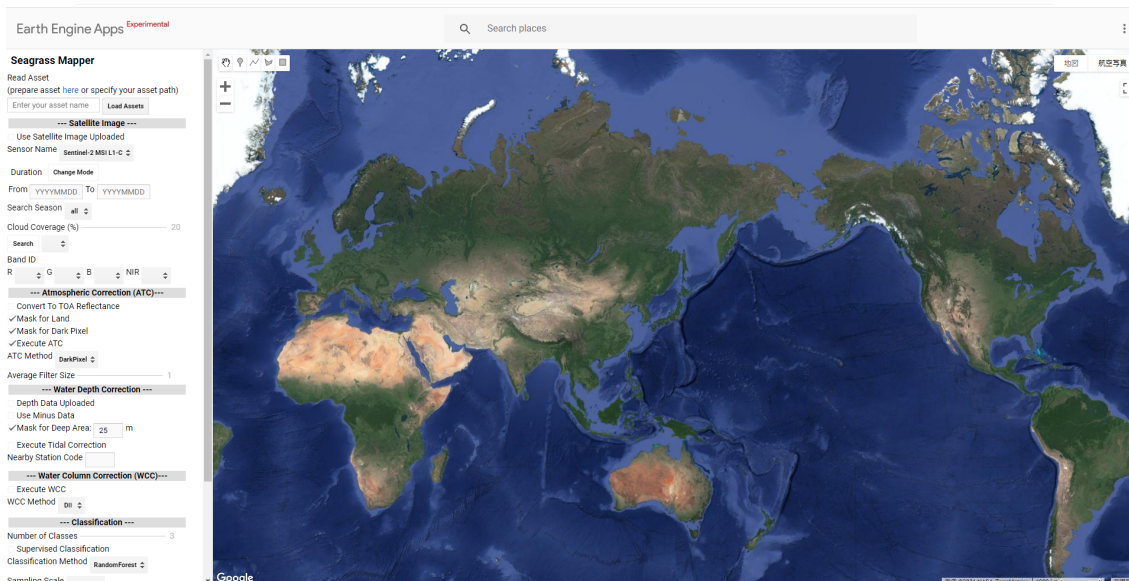 Earth Engine Apps Experimental
Search places
Seagrass Mapper
Read Asset
(prepare asset here or specify your asset path)
Enter your asset name Load Assets
--- Satellite Image ---
Use Satellite Image Uploaded
Sensor Name Sentinel-2 MSI L1-C
Duration Change Mode
From YYYYMMDD To YYYYMMDD
Search Season all
Cloud Coverage (%) 20
Search
Band ID
R G B NIR
--- Atmospheric Correction (ATC)---
Convert To TOA Reflectance
Mask for Land
Mask for Dark Pixel
Execute ATC
ATC Method DarkPixel
Average Filter Size 1
--- Water Depth Correction ---
Depth Data Uploaded
Use Minus Data
Mask for Deep Area: 25 m
Execute Tidal Correction
Nearby Station Code
--- Water Column Correction (WCC)---
Execute WCC
WCC Method DII
--- Classification ---
Number of Classes 3
Supervised Classification
Classification Method RandomForest
Sampling Scale
地図 航空写真
Google